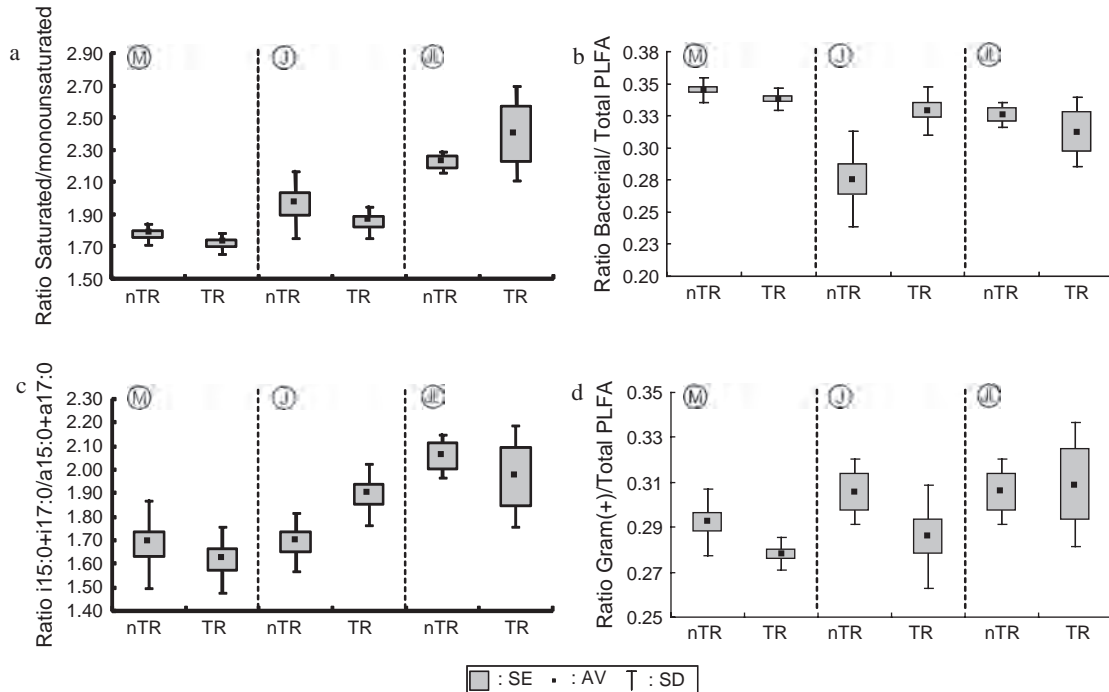 a
Ratio Saturated/monounsaturated
2.90
2.70
2.50
2.30
2.10
1.90
1.70
1.50
M
J
JL
nTR TR nTR TR nTR TR
b
Ratio Bacterial/ Total PLFA
0.38
0.35
0.33
0.30
0.28
0.25
0.23
0.20
M
J
JL
nTR TR nTR TR nTR TR
c
Ratio i15:0+i17:0/a15:0+a17:0
2.30
2.20
2.10
2.00
1.90
1.80
1.70
1.60
1.50
1.40
M
J
JL
nTR TR nTR TR nTR TR
d
Ratio Gram(+)/Total PLFA
0.35
0.33
0.31
0.29
0.27
0.25
M
J
JL
nTR TR nTR TR nTR TR
: SE : AV : SD